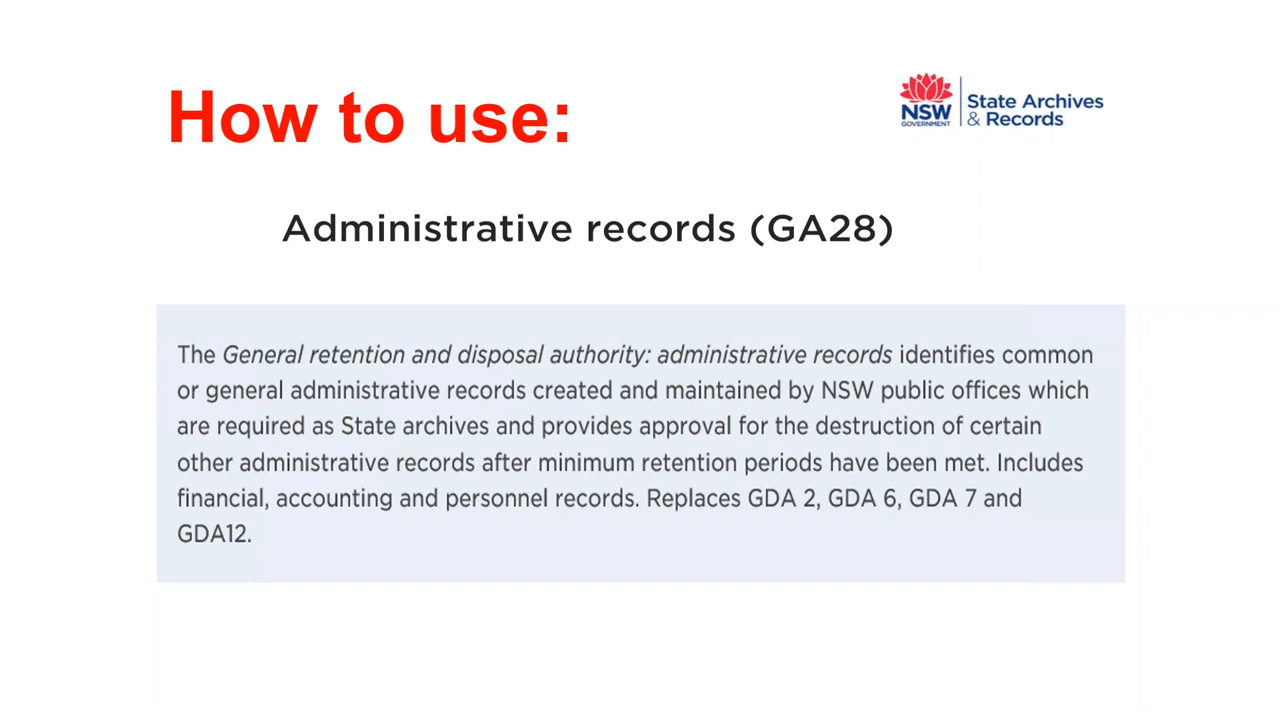 How to use:
NSW
GOVERNMENT
State Archives
& Records
Administrative records (GA28)
The General retention and disposal authority: administrative records identifies common
or general administrative records created and maintained by NSW public offices which
are required as State archives and provides approval for the destruction of certain
other administrative records after minimum retention periods have been met. Includes
financial, accounting and personnel records. Replaces GDA 2, GDA 6, GDA 7 and
GDA12.